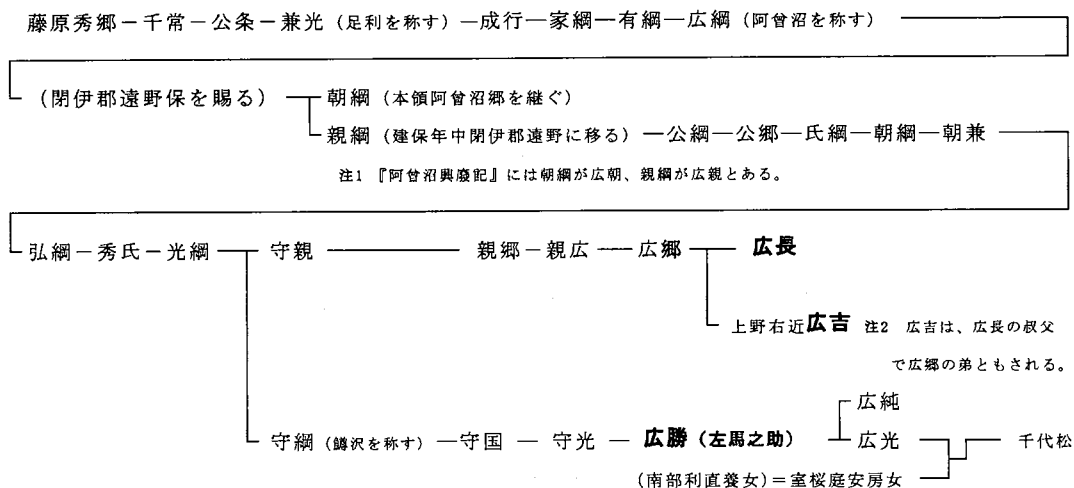 藤原秀郷－千常－公条－兼光(足利を称す)―成行―家綱―有綱―広綱(阿曾沼を称す)
(閉伊郡遠野保を賜る)
朝綱(本領阿曾沼郷を継ぐ)
親綱(建保年中閉伊郡遠野に移る)―公綱―公郷―氏綱―朝綱―朝兼
注1 『阿曾沼興廃記』には朝綱が広朝、親綱が広親とある。
弘綱－秀氏－光綱 守親 親郷－親広―広郷 広長
上野右近広吉 注2 広吉は、広長の叔父
で広郷の弟ともされる。
広純
守綱(鱒沢を称す)―守国―守光―広勝(左馬之助) 広光 千代松
(南部利直養女)＝室桜庭安房女